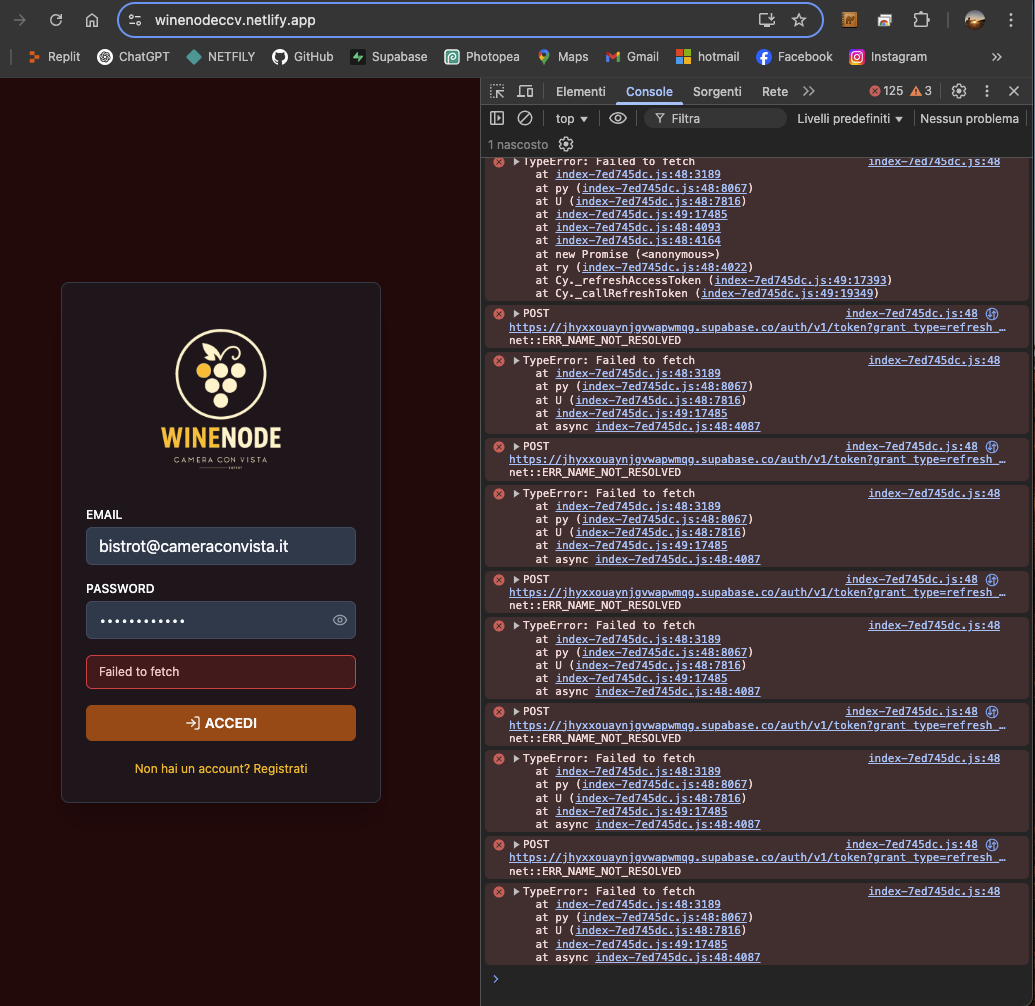 winenodeccv.netlify.app
Replit ChatGPT NETFILY GitHub Supabase Photopea Maps Gmail hotmail Facebook Instagram »
WINENODE
CAMERA CON VISTA
EMAIL
bistrot@cameraconvista.it
PASSWORD
••••••••••••
Failed to fetch
ACCEDI
Non hai un account? Registrati
Elementi Console Sorgenti Rete » 125 3
top Filtra Livelli predefiniti Nessun problema
1 nascosto
TypeError: Failed to fetch index-7ed745dc.js:48
at index-7ed745dc.js:48:3189
at py (index-7ed745dc.js:48:8067)
at U (index-7ed745dc.js:48:7816)
at index-7ed745dc.js:49:17485
at index-7ed745dc.js:48:4093
at index-7ed745dc.js:48:4164
at new Promise (<anonymous>)
at ry (index-7ed745dc.js:48:4022)
at Cy._refreshAccessToken (index-7ed745dc.js:49:17393)
at Cy._callRefreshToken (index-7ed745dc.js:49:19349)
POST index-7ed745dc.js:48
https://jhyxxouaynjgvwapwmqg.supabase.co/auth/v1/token?grant_type=refresh_…
net::ERR_NAME_NOT_RESOLVED
TypeError: Failed to fetch index-7ed745dc.js:48
at index-7ed745dc.js:48:3189
at py (index-7ed745dc.js:48:8067)
at U (index-7ed745dc.js:48:7816)
at index-7ed745dc.js:49:17485
at async index-7ed745dc.js:48:4087
POST index-7ed745dc.js:48
https://jhyxxouaynjgvwapwmqg.supabase.co/auth/v1/token?grant_type=refresh_…
net::ERR_NAME_NOT_RESOLVED
TypeError: Failed to fetch index-7ed745dc.js:48
at index-7ed745dc.js:48:3189
at py (index-7ed745dc.js:48:8067)
at U (index-7ed745dc.js:48:7816)
at index-7ed745dc.js:49:17485
at async index-7ed745dc.js:48:4087
POST index-7ed745dc.js:48
https://jhyxxouaynjgvwapwmqg.supabase.co/auth/v1/token?grant_type=refresh_…
net::ERR_NAME_NOT_RESOLVED
TypeError: Failed to fetch index-7ed745dc.js:48
at index-7ed745dc.js:48:3189
at py (index-7ed745dc.js:48:8067)
at U (index-7ed745dc.js:48:7816)
at index-7ed745dc.js:49:17485
at async index-7ed745dc.js:48:4087
POST index-7ed745dc.js:48
https://jhyxxouaynjgvwapwmqg.supabase.co/auth/v1/token?grant_type=refresh_…
net::ERR_NAME_NOT_RESOLVED
TypeError: Failed to fetch index-7ed745dc.js:48
at index-7ed745dc.js:48:3189
at py (index-7ed745dc.js:48:8067)
at U (index-7ed745dc.js:48:7816)
at index-7ed745dc.js:49:17485
at async index-7ed745dc.js:48:4087
POST index-7ed745dc.js:48
https://jhyxxouaynjgvwapwmqg.supabase.co/auth/v1/token?grant_type=refresh_…
net::ERR_NAME_NOT_RESOLVED
TypeError: Failed to fetch index-7ed745dc.js:48
at index-7ed745dc.js:48:3189
at py (index-7ed745dc.js:48:8067)
at U (index-7ed745dc.js:48:7816)
at index-7ed745dc.js:49:17485
at async index-7ed745dc.js:48:4087